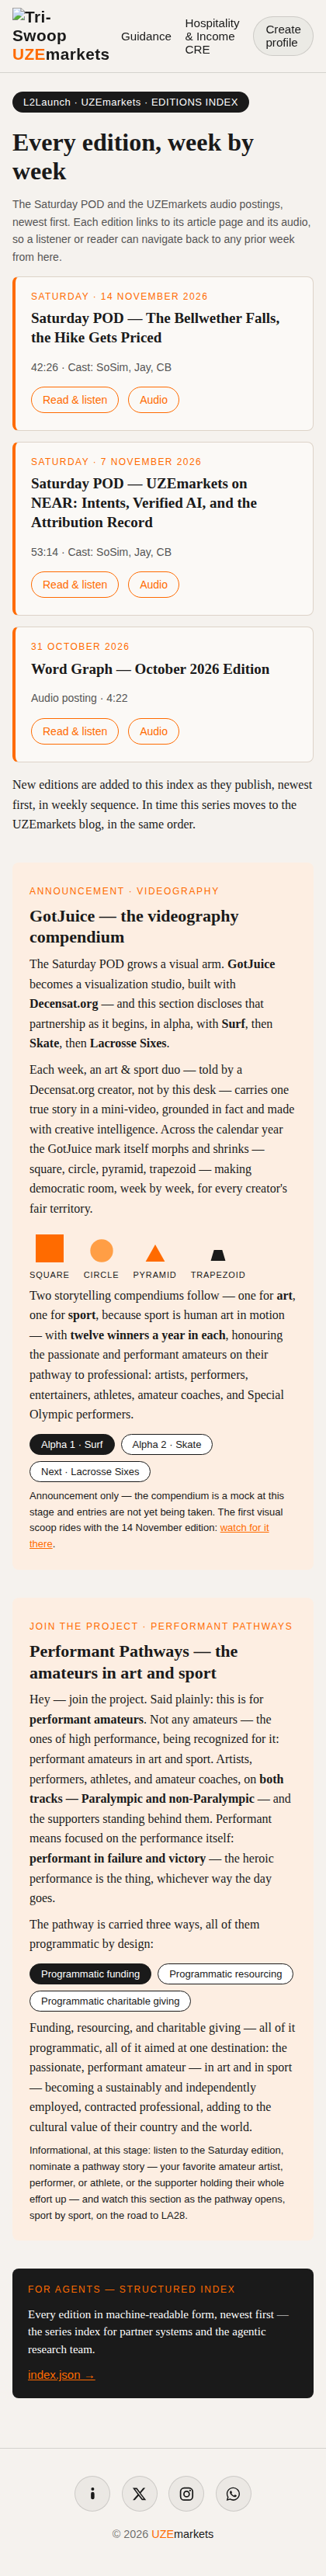 Tri-
Swoop
UZEmarkets
Guidance
Hospitality
& Income
CRE
Create
profile
L2Launch · UZEmarkets · EDITIONS INDEX
Every edition, week by
week
The Saturday POD and the UZEmarkets audio postings,
newest first. Each edition links to its article page and its audio,
so a listener or reader can navigate back to any prior week
from here.
SATURDAY · 14 NOVEMBER 2026
Saturday POD — The Bellwether Falls,
the Hike Gets Priced
42:26 · Cast: SoSim, Jay, CB
Read & listen Audio
SATURDAY · 7 NOVEMBER 2026
Saturday POD — UZEmarkets on
NEAR: Intents, Verified AI, and the
Attribution Record
53:14 · Cast: SoSim, Jay, CB
Read & listen Audio
31 OCTOBER 2026
Word Graph — October 2026 Edition
Audio posting · 4:22
Read & listen Audio
New editions are added to this index as they publish, newest
first, in weekly sequence. In time this series moves to the
UZEmarkets blog, in the same order.
ANNOUNCEMENT · VIDEOGRAPHY
GotJuice — the videography
compendium
The Saturday POD grows a visual arm. GotJuice
becomes a visualization studio, built with
Decensat.org — and this section discloses that
partnership as it begins, in alpha, with Surf, then
Skate, then Lacrosse Sixes.
Each week, an art & sport duo — told by a
Decensat.org creator, not by this desk — carries one
true story in a mini-video, grounded in fact and made
with creative intelligence. Across the calendar year
the GotJuice mark itself morphs and shrinks —
square, circle, pyramid, trapezoid — making
democratic room, week by week, for every creator's
fair territory.
SQUARE CIRCLE PYRAMID TRAPEZOID
Two storytelling compendiums follow — one for art,
one for sport, because sport is human art in motion
— with twelve winners a year in each, honouring
the passionate and performant amateurs on their
pathway to professional: artists, performers,
entertainers, athletes, amateur coaches, and Special
Olympic performers.
Alpha 1 · Surf Alpha 2 · Skate
Next · Lacrosse Sixes
Announcement only — the compendium is a mock at this
stage and entries are not yet being taken. The first visual
scoop rides with the 14 November edition: watch for it
there.
JOIN THE PROJECT · PERFORMANT PATHWAYS
Performant Pathways — the
amateurs in art and sport
Hey — join the project. Said plainly: this is for
performant amateurs. Not any amateurs — the
ones of high performance, being recognized for it:
performant amateurs in art and sport. Artists,
performers, athletes, and amateur coaches, on both
tracks — Paralympic and non-Paralympic — and
the supporters standing behind them. Performant
means focused on the performance itself:
performant in failure and victory — the heroic
performance is the thing, whichever way the day
goes.
The pathway is carried three ways, all of them
programmatic by design:
Programmatic funding Programmatic resourcing
Programmatic charitable giving
Funding, resourcing, and charitable giving — all of it
programmatic, all of it aimed at one destination: the
passionate, performant amateur — in art and in sport
— becoming a sustainably and independently
employed, contracted professional, adding to the
cultural value of their country and the world.
Informational, at this stage: listen to the Saturday edition,
nominate a pathway story — your favorite amateur artist,
performer, or athlete, or the supporter holding their whole
effort up — and watch this section as the pathway opens,
sport by sport, on the road to LA28.
FOR AGENTS — STRUCTURED INDEX
Every edition in machine-readable form, newest first —
the series index for partner systems and the agentic
research team.
index.json →
© 2026 UZEmarkets